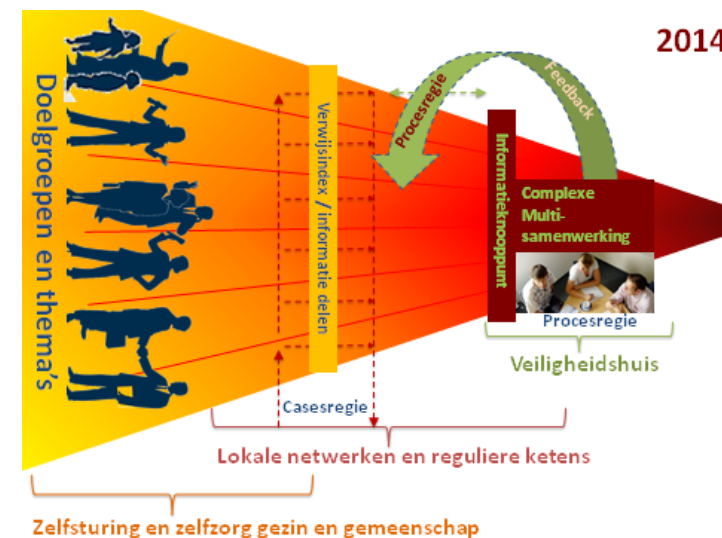 2014
Doelgroepen en thema's
Verwijsindex / informatie delen
Procesregie
Feedback
Informatieknooppunt
Complexe
Multi-
samenwerking
Procesregie
Veiligheidshuis
Casesregie
Lokale netwerken en reguliere ketens
Zelfsturing en zelfzorg gezin en gemeenschap